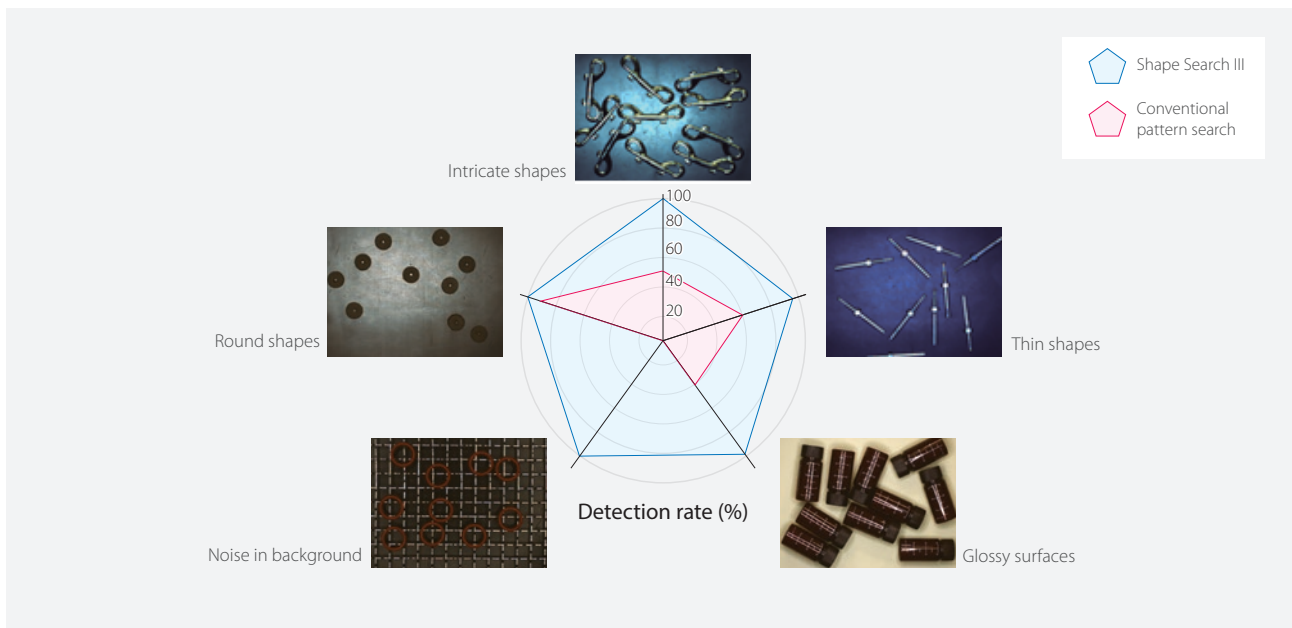 Shape Search III
Conventional
pattern search
Intricate shapes
100
80
60
40
20
Round shapes
Thin shapes
Detection rate (%)
Noise in background
Glossy surfaces